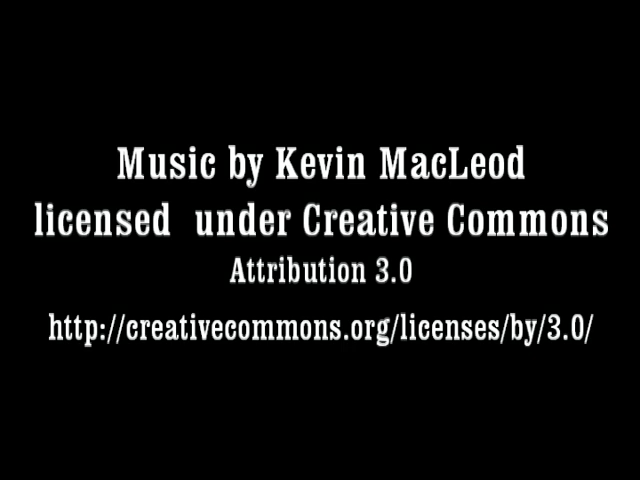 Music by Kevin MacLeod
licensed  under Creative Commons
Attribution 3.0
http://creativecommons.org/licenses/by/3.0/